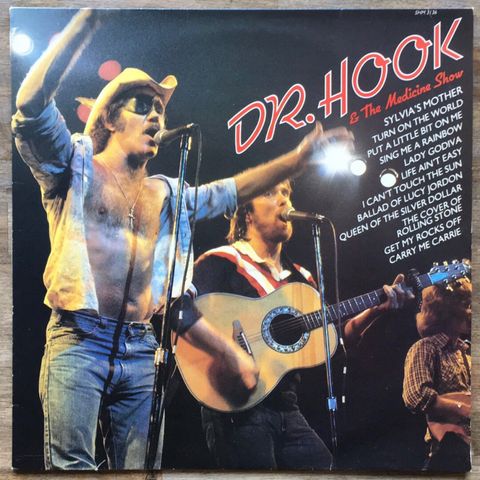 SHM 3136
DR. HOOK
& The Medicine Show
SYLVIA'S MOTHER
TURN ON THE WORLD
PUT A LITTLE BIT ON ME
SING ME A RAINBOW
LADY GODIVA
LIFE AIN'T EASY
I CAN'T TOUCH THE SUN
BALLAD OF LUCY JORDON
QUEEN OF THE SILVER DOLLAR
THE COVER OF
ROLLING STONE
GET MY ROCKS OFF
CARRY ME CARRIE